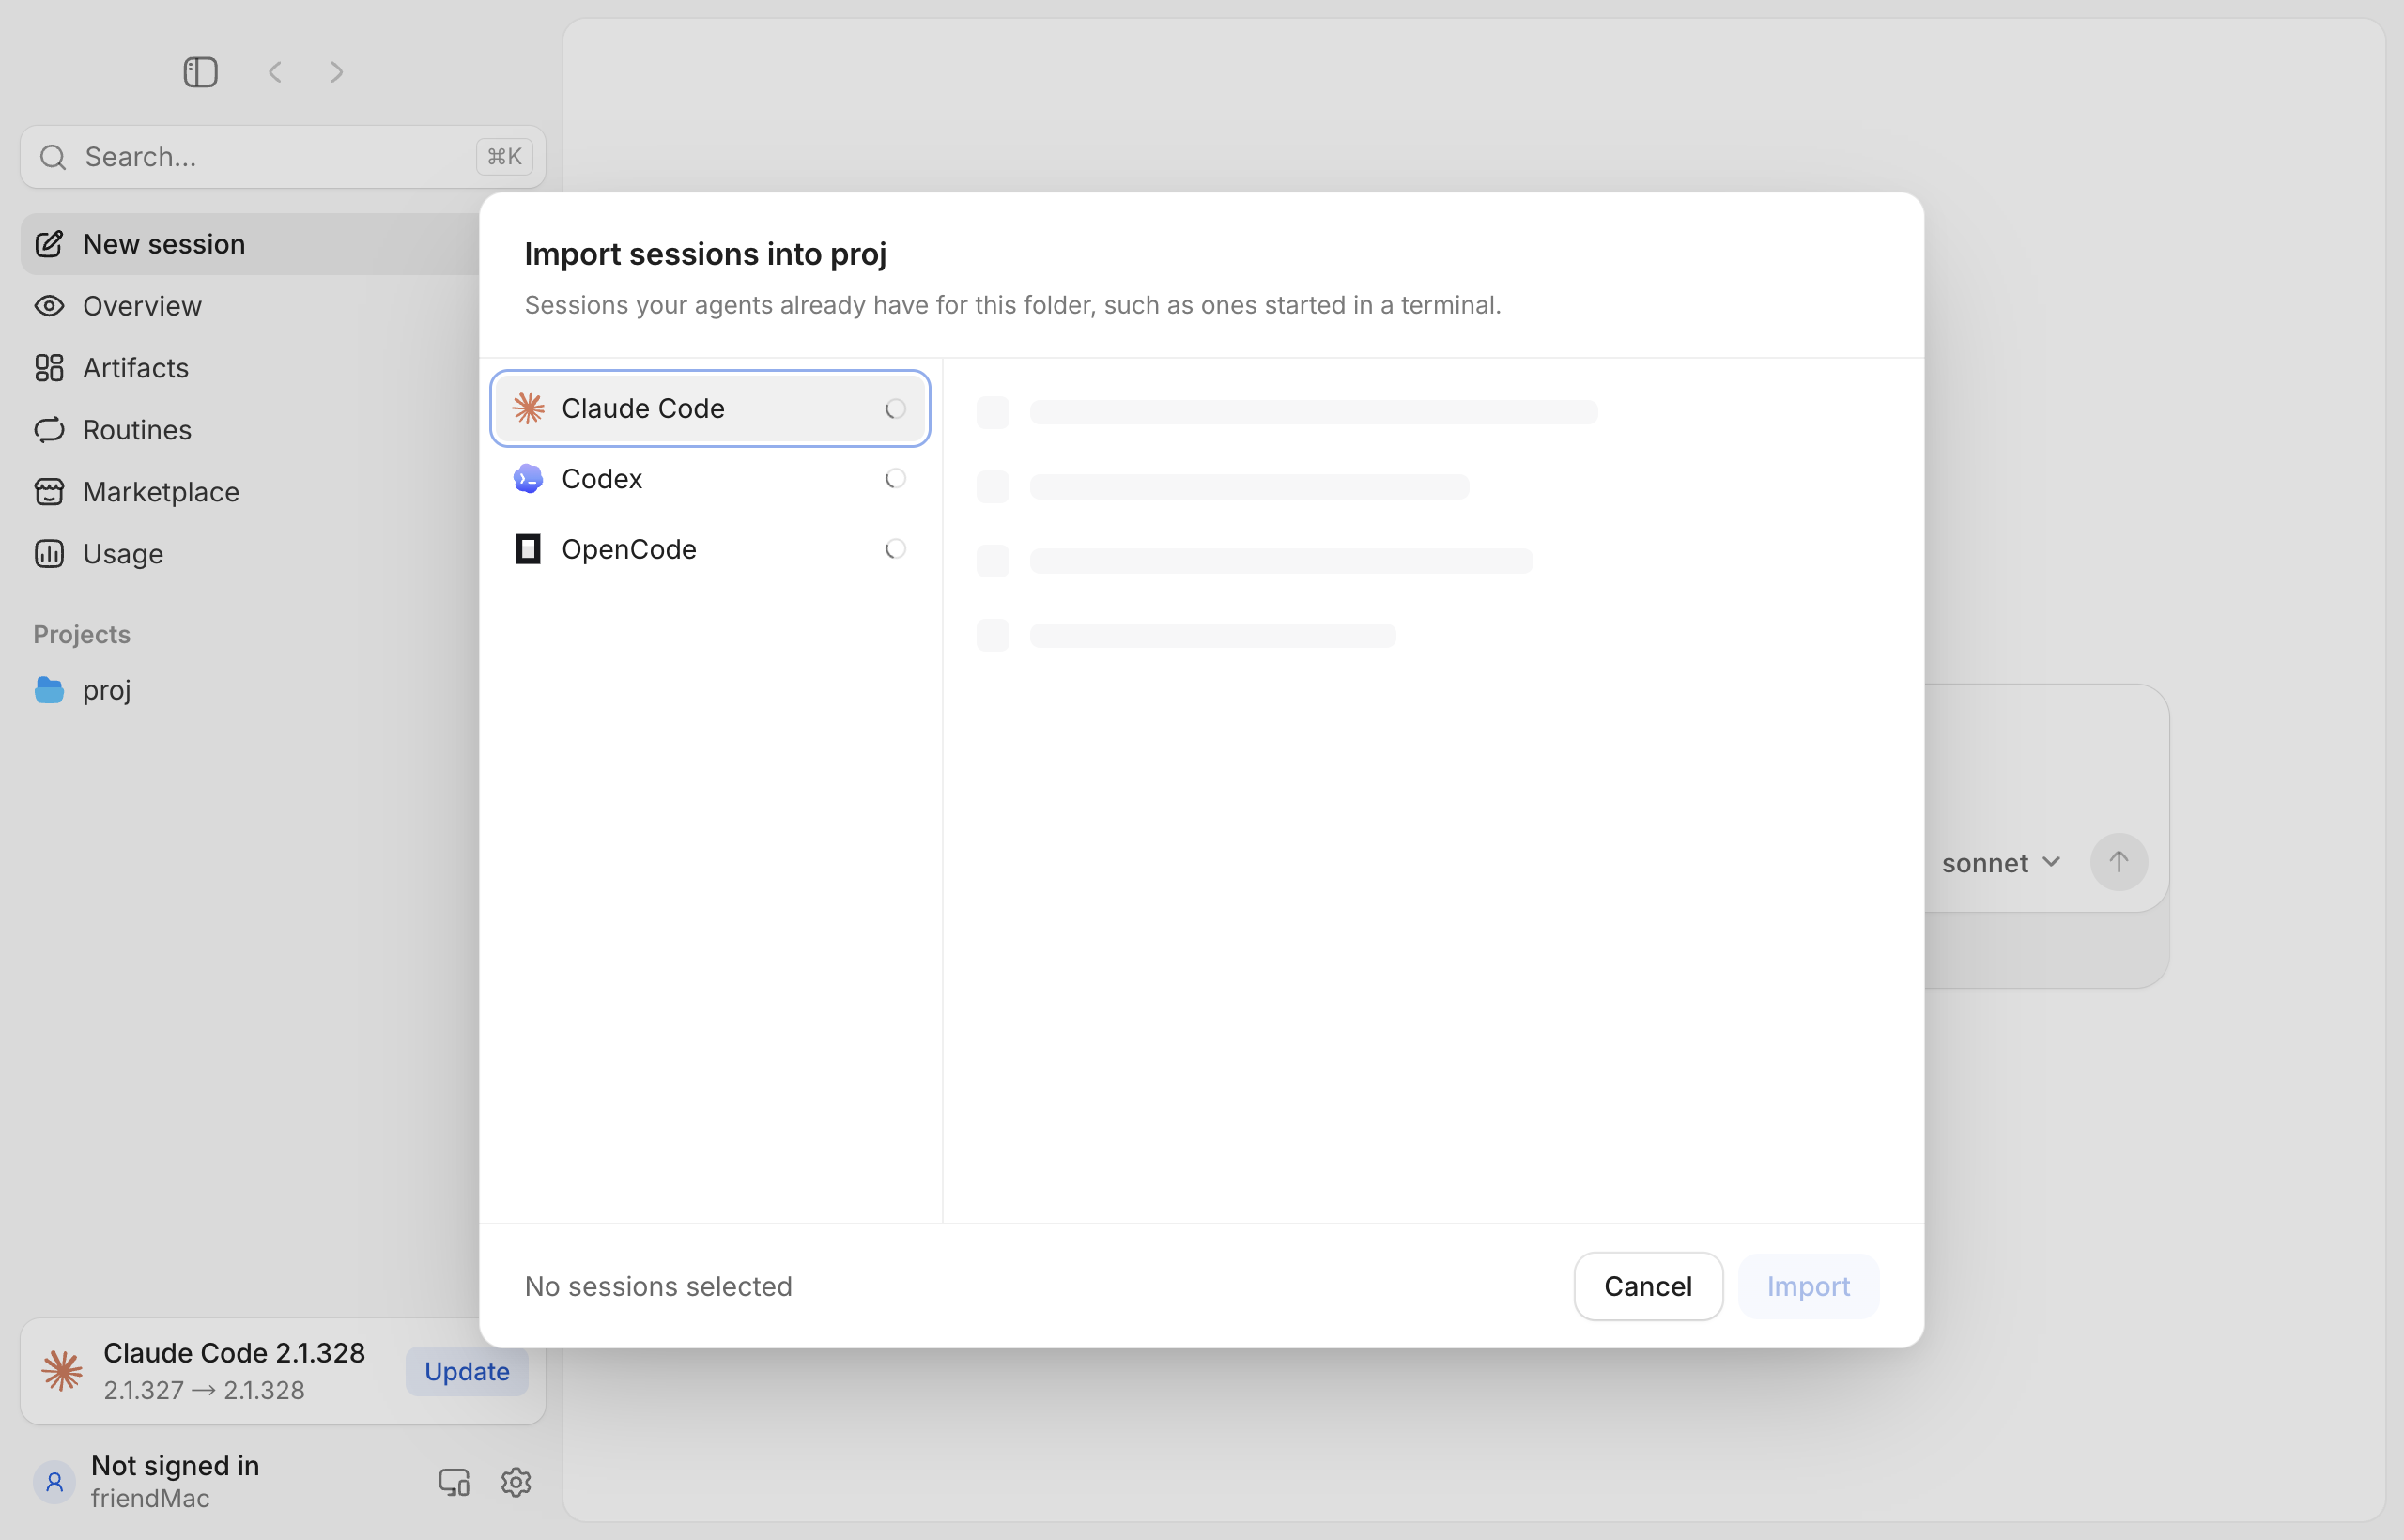 Search...
⌘K
New session
Overview
Artifacts
Routines
Marketplace
Usage
Projects
proj
Import sessions into proj
Sessions your agents already have for this folder, such as ones started in a terminal.
Claude Code
Codex
OpenCode
sonnet
No sessions selected
Cancel
Import
Claude Code 2.1.328
2.1.327 → 2.1.328
Update
Not signed in
friendMac